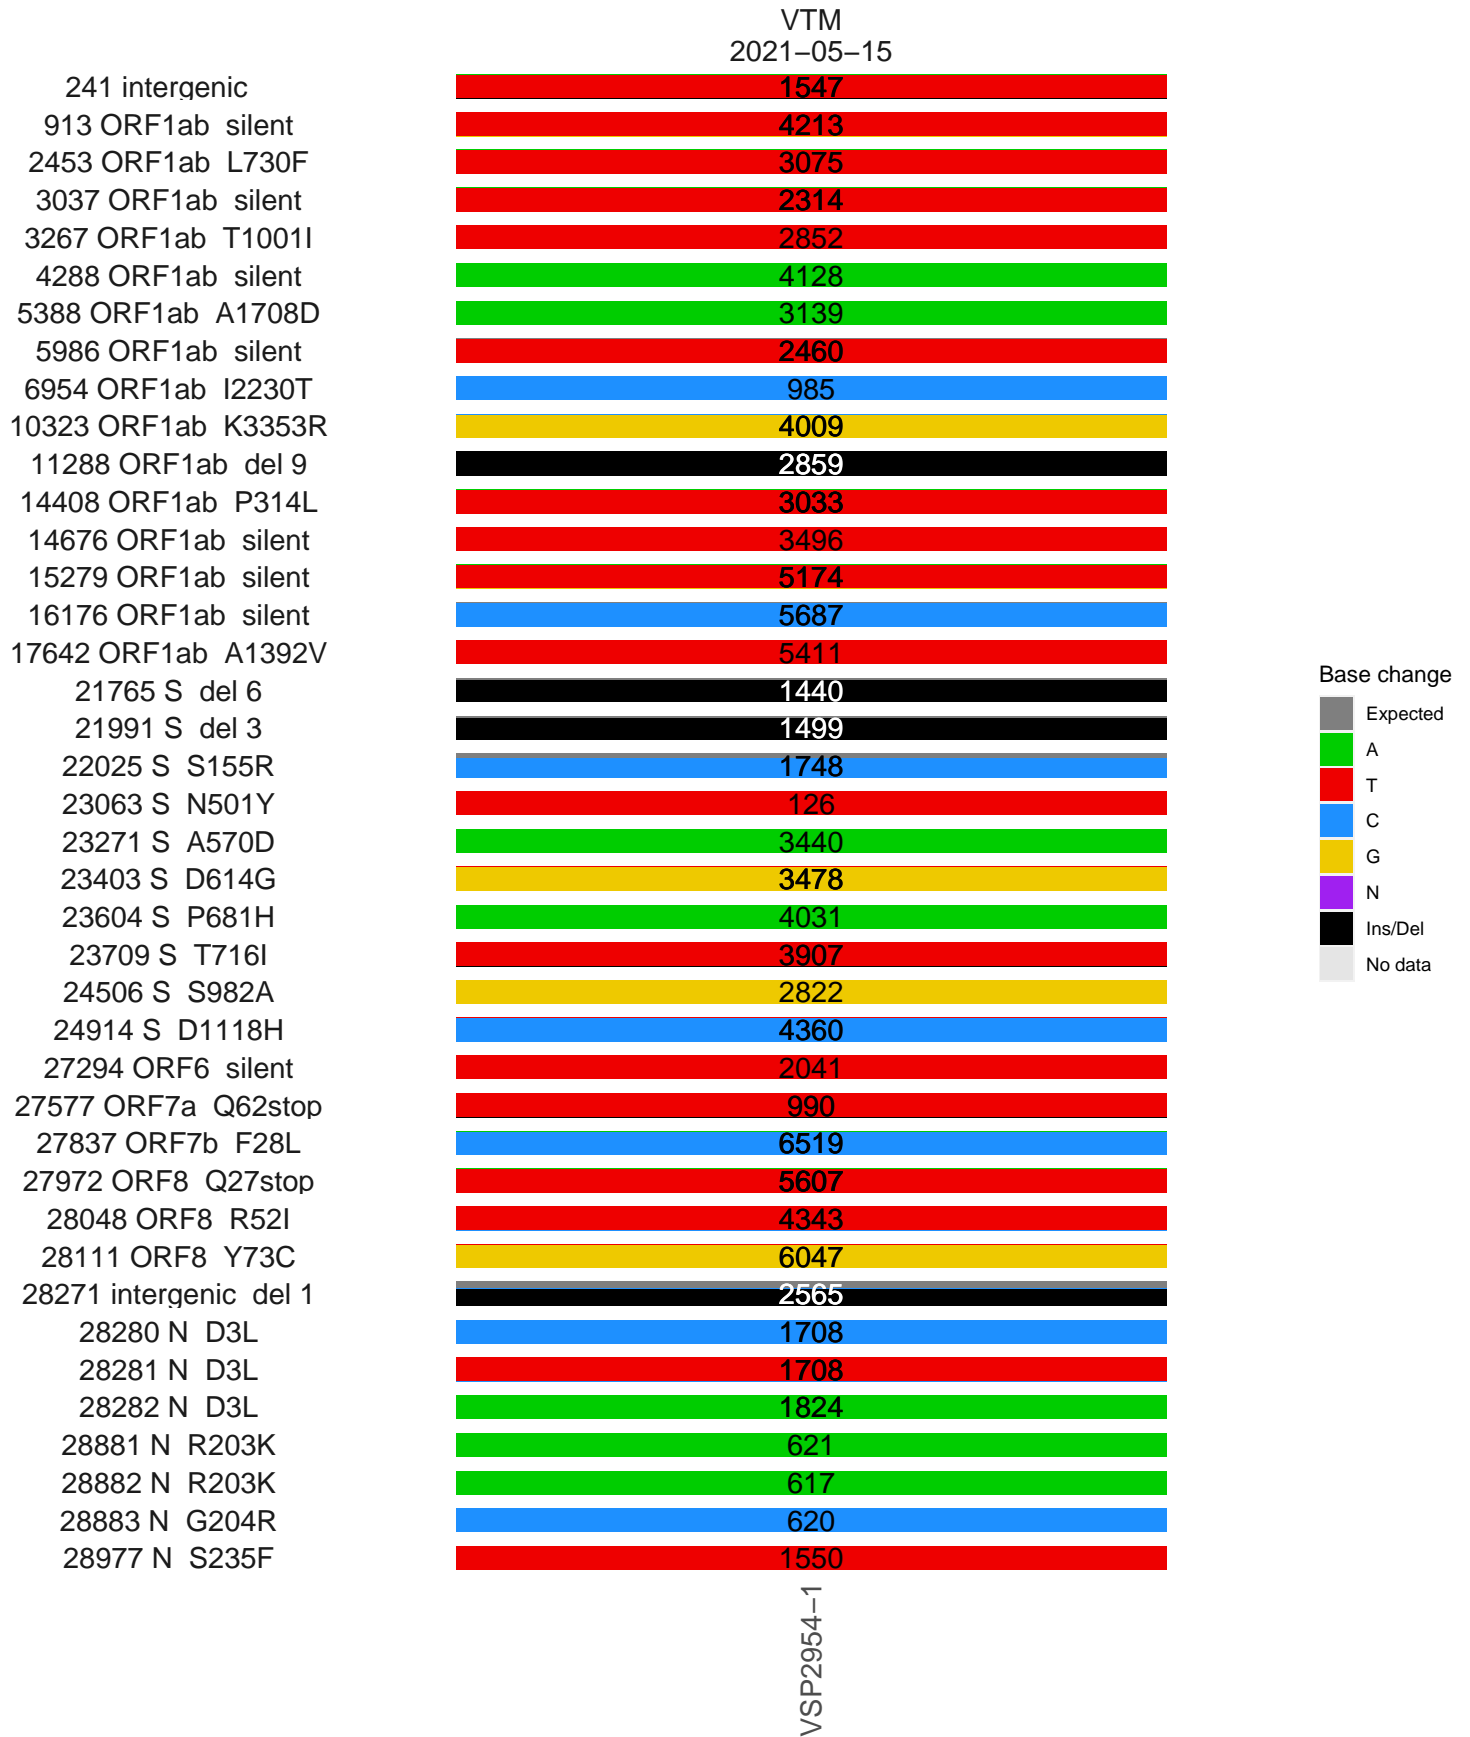 VTM
2021−05−15
241 intergenic 1547
913 ORF1ab silent 4213
2453 ORF1ab L730F 3075
3037 ORF1ab silent 2314
3267 ORF1ab T1001I 2852
4288 ORF1ab silent 4128
5388 ORF1ab A1708D 3139
5986 ORF1ab silent 2460
6954 ORF1ab I2230T 985
10323 ORF1ab K3353R 4009
11288 ORF1ab del 9 2859
14408 ORF1ab P314L 3033
14676 ORF1ab silent 3496
15279 ORF1ab silent 5174
16176 ORF1ab silent 5687
17642 ORF1ab A1392V 5411
21765 S del 6 1440
21991 S del 3 1499
22025 S S155R 1748
23063 S N501Y 126
23271 S A570D 3440
23403 S D614G 3478
23604 S P681H 4031
23709 S T716I 3907
24506 S S982A 2822
24914 S D1118H 4360
27294 ORF6 silent 2041
27577 ORF7a Q62stop 990
27837 ORF7b F28L 6519
27972 ORF8 Q27stop 5607
28048 ORF8 R52I 4343
28111 ORF8 Y73C 6047
28271 intergenic del 1 2565
28280 N D3L 1708
28281 N D3L 1708
28282 N D3L 1824
28881 N R203K 621
28882 N R203K 617
28883 N G204R 620
28977 N S235F 1550
VSP2954−1
Base change
Expected
A
T
C
G
N
Ins/Del
No data